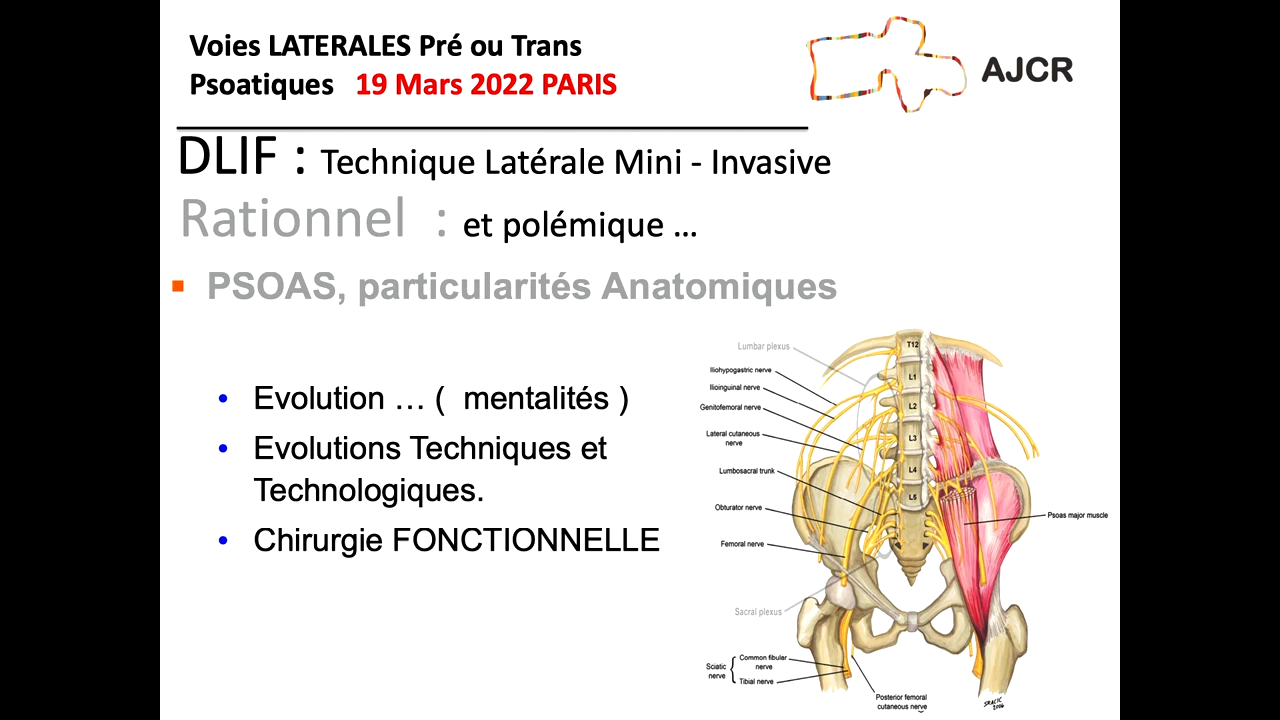 Voies LATERALES Pré ou Trans
Psoatiques 19 Mars 2022 PARIS
AJCR
DLIF : Technique Latérale Mini - Invasive
Rationnel : et polémique ...
▪ PSOAS, particularités Anatomiques
• Evolution … ( mentalités )
• Evolutions Techniques et
Technologiques.
• Chirurgie FONCTIONNELLE
Lumbar plexus
Iliohypogastric nerve
Ilioinguinal nerve
Genitofemoral nerve
Lateral cutaneous
nerve
Lumbosacral trunk
Obturator nerve
Femoral nerve
Sacral plexus
Sciatic
nerve
Common fibular
nerve
Tibial nerve
Posterior femoral
cutaneous nerve
T12
L1
L2
L3
L4
L5
Psoas major muscle
SRACIC
2006